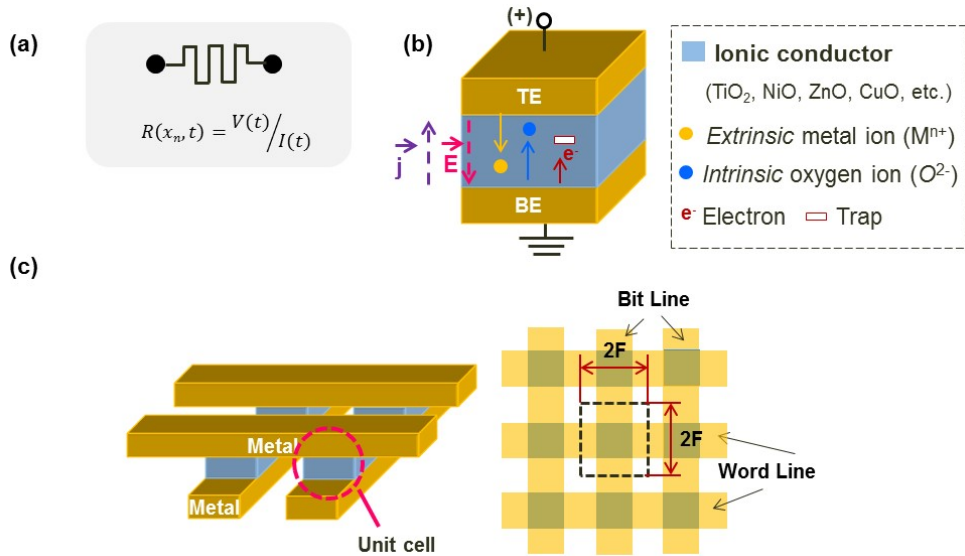 (a)
R(xₙ,t) = V(t)/I(t)
(b)
(+)
TE
j
E
e⁻
BE
Ionic conductor
(TiO₂, NiO, ZnO, CuO, etc.)
Extrinsic metal ion (Mⁿ⁺)
Intrinsic oxygen ion (O²⁻)
e⁻ Electron
Trap
(c)
Metal
Metal
Unit cell
Bit Line
2F
2F
Word Line